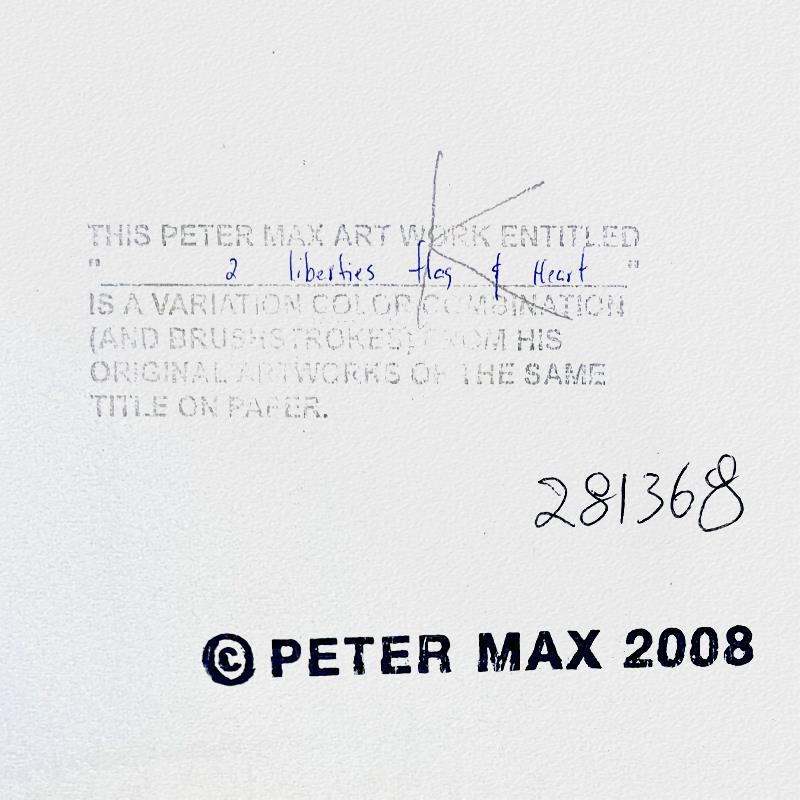 THIS PETER MAX ART WORK ENTITLED
" 2 liberties flag & Heart "
IS A VARIATION COLOR COMBINATION
(AND BRUSHSTROKES) FROM HIS
ORIGINAL ARTWORKS OF THE SAME
TITLE ON PAPER.
281368
© PETER MAX 2008